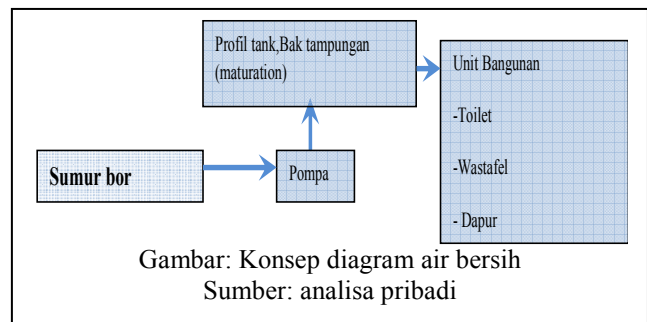 Profil tank,Bak tampungan
(maturation)
Unit Bangunan
-Toilet
-Wastafel
- Dapur
Sumur bor
Pompa
Gambar: Konsep diagram air bersih
Sumber: analisa pribadi